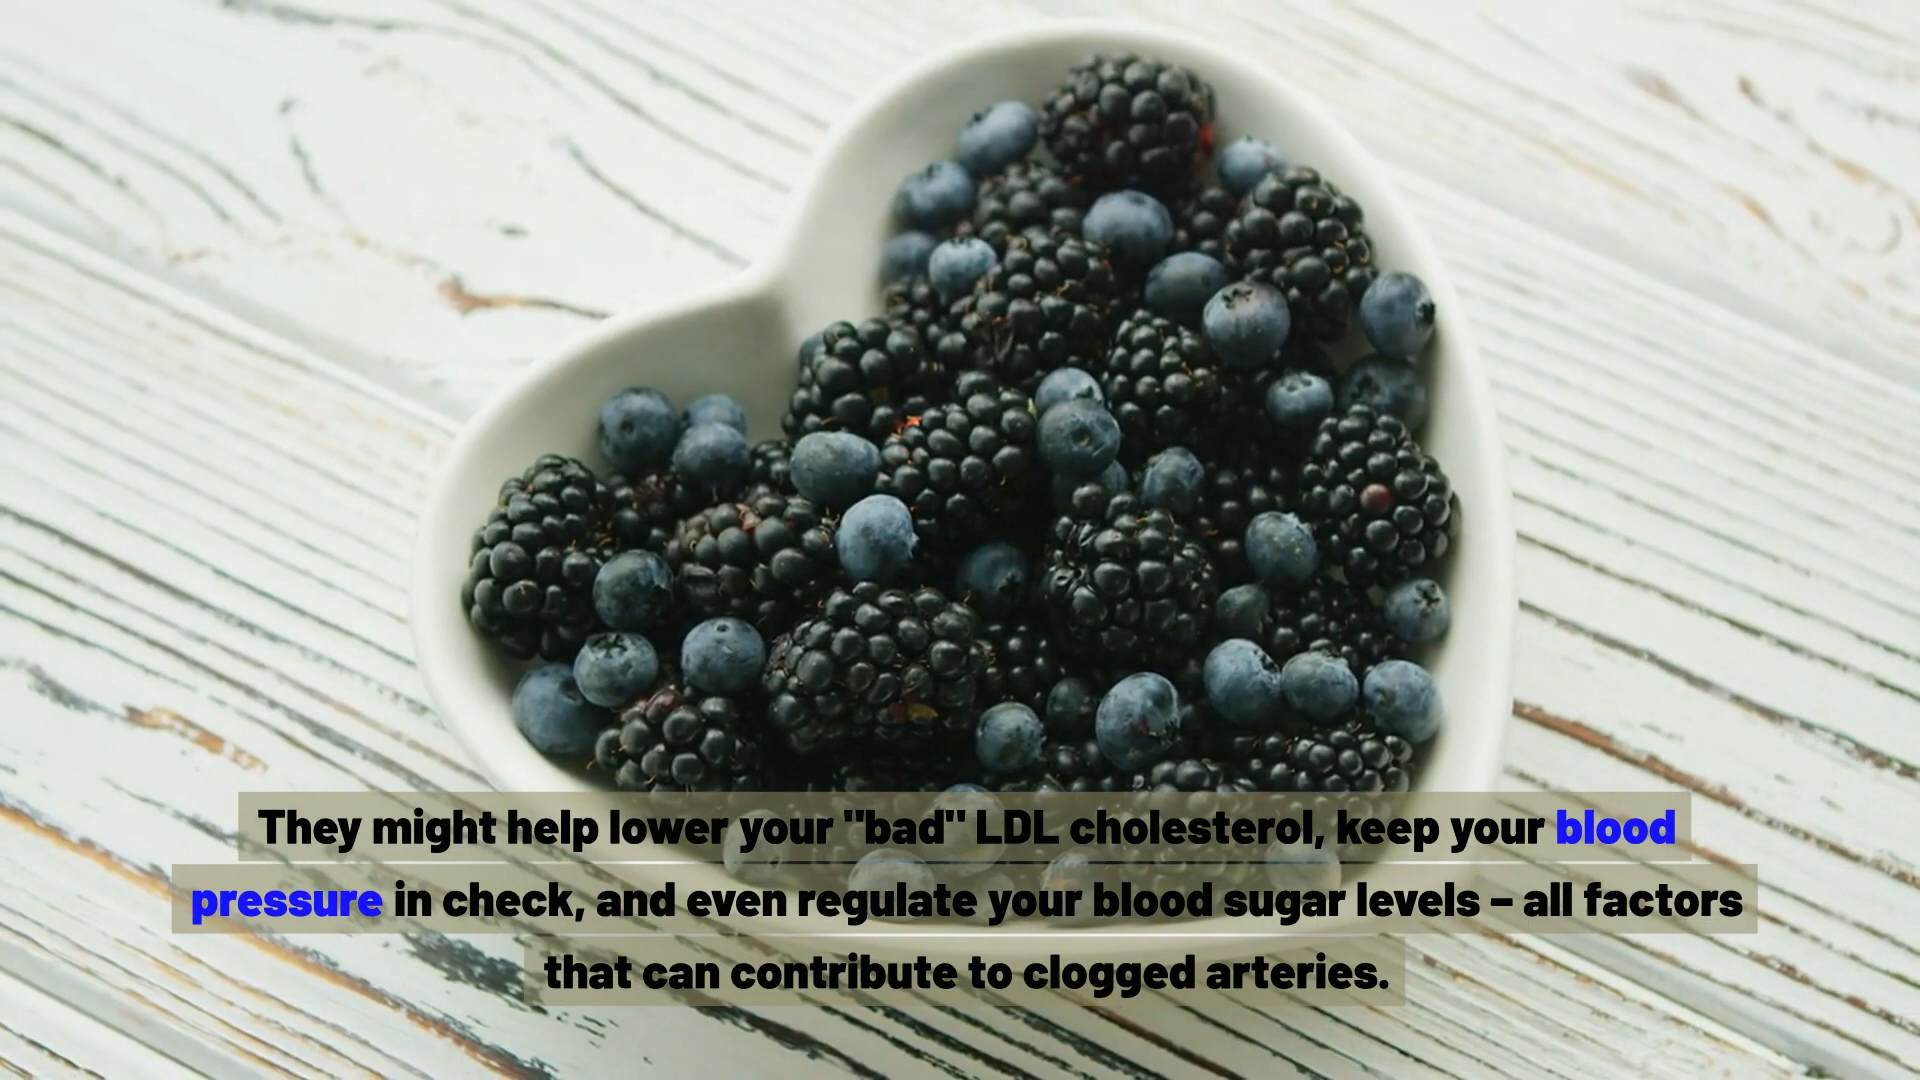 They might help lower your "bad" LDL cholesterol, keep your blood
pressure in check, and even regulate your blood sugar levels – all factors
that can contribute to clogged arteries.